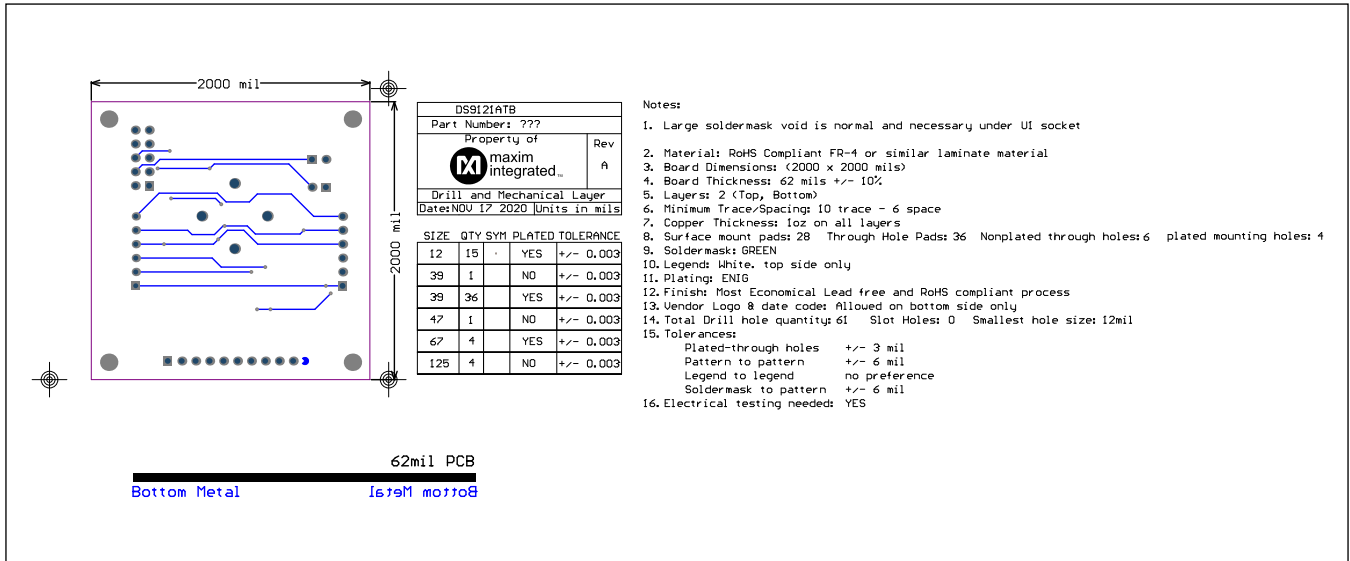 2000 mil
2000 mil
DS9121ATB
Part Number: ???
Property of
maxim
integrated™
Rev
A
Drill and Mechanical Layer
Date:NOV 17 2020 Units in mils
SIZE QTY SYM PLATED TOLERANCE
12 15 YES +/- 0.003
39 1 NO +/- 0.003
39 36 YES +/- 0.003
47 1 NO +/- 0.003
67 4 YES +/- 0.003
125 4 NO +/- 0.003
Notes:
1. Large soldermask void is normal and necessary under U1 socket
2. Material: RoHS Compliant FR-4 or similar laminate material
3. Board Dimensions: (2000 x 2000 mils)
4. Board Thickness: 62 mils +/- 10%
5. Layers: 2 (Top, Bottom)
6. Minimum Trace/Spacing: 10 trace - 6 space
7. Copper Thickness: 1oz on all layers
8. Surface mount pads: 28 Through Hole Pads: 36 Nonplated through holes: 6 plated mounting holes: 4
9. Soldermask: GREEN
10. Legend: White, top side only
11. Plating: ENIG
12. Finish: Most Economical Lead free and RoHS compliant process
13. Vendor Logo & date code: Allowed on bottom side only
14. Total Drill hole quantity: 61 Slot Holes: 0 Smallest hole size: 12mil
15. Tolerances:
Plated-through holes +/- 3 mil
Pattern to pattern +/- 6 mil
Legend to legend no preference
Soldermask to pattern +/- 6 mil
16. Electrical testing needed: YES
62mil PCB
Bottom Metal Bottom Metal